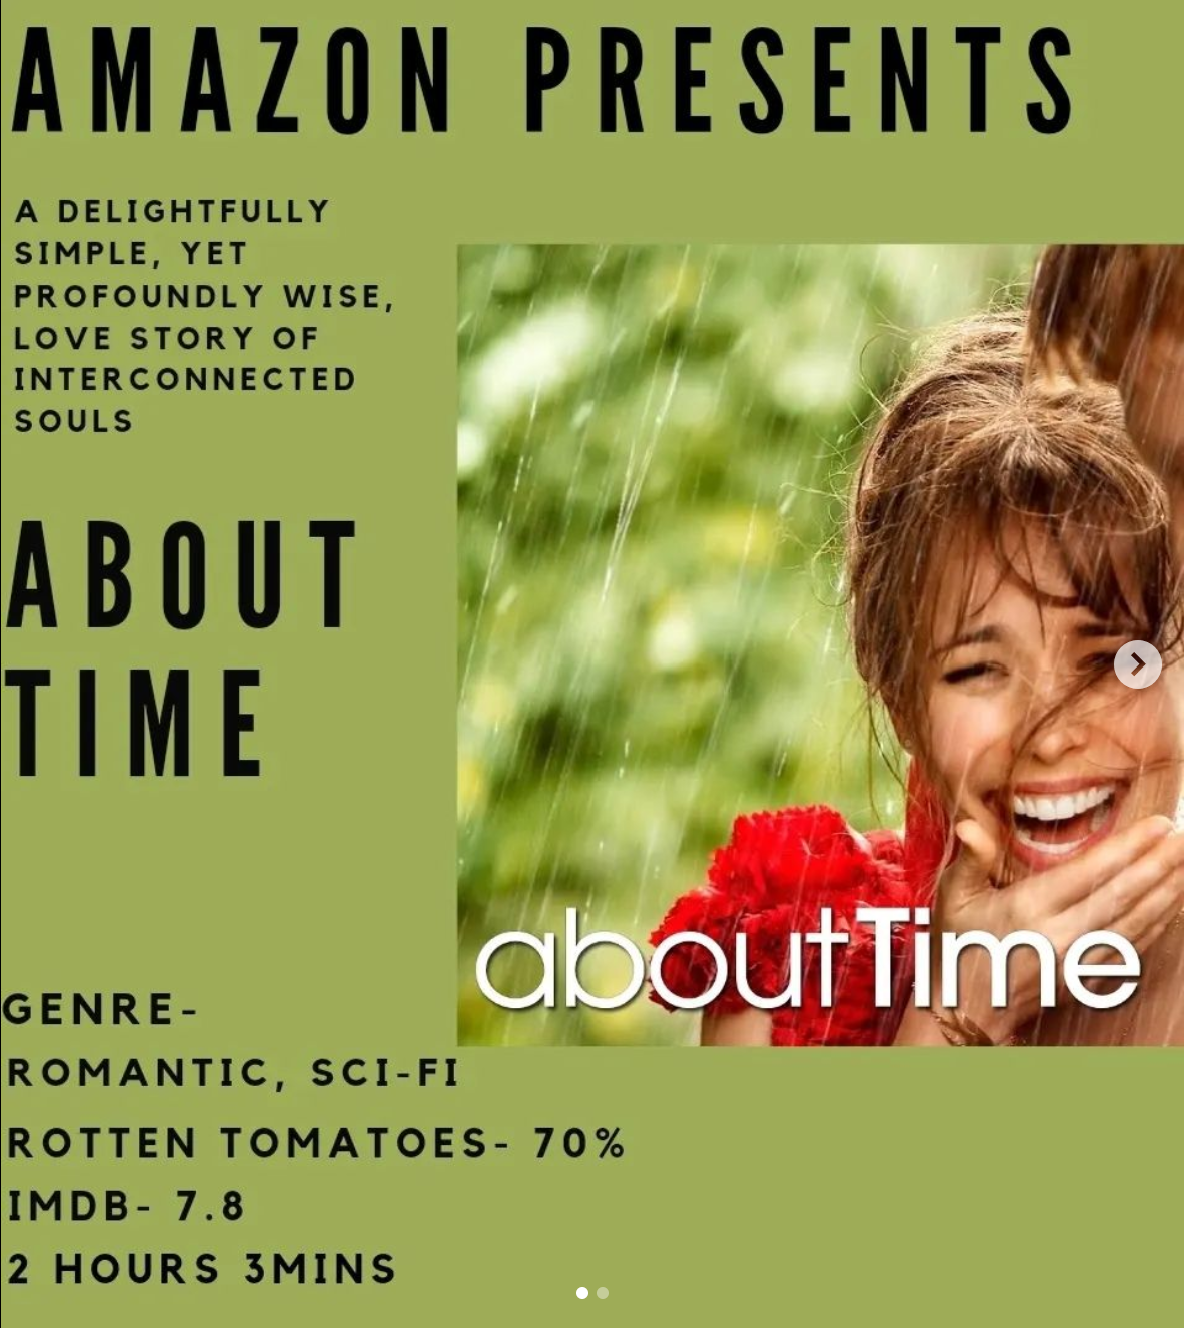 AMAZON PRESENTS
A DELIGHTFULLY
SIMPLE, YET
PROFOUNDLY WISE,
LOVE STORY OF
INTERCONNECTED
SOULS
ABOUT
TIME
aboutTime
GENRE-
ROMANTIC, SCI-FI
ROTTEN TOMATOES- 70%
IMDB- 7.8
2 HOURS 3MINS